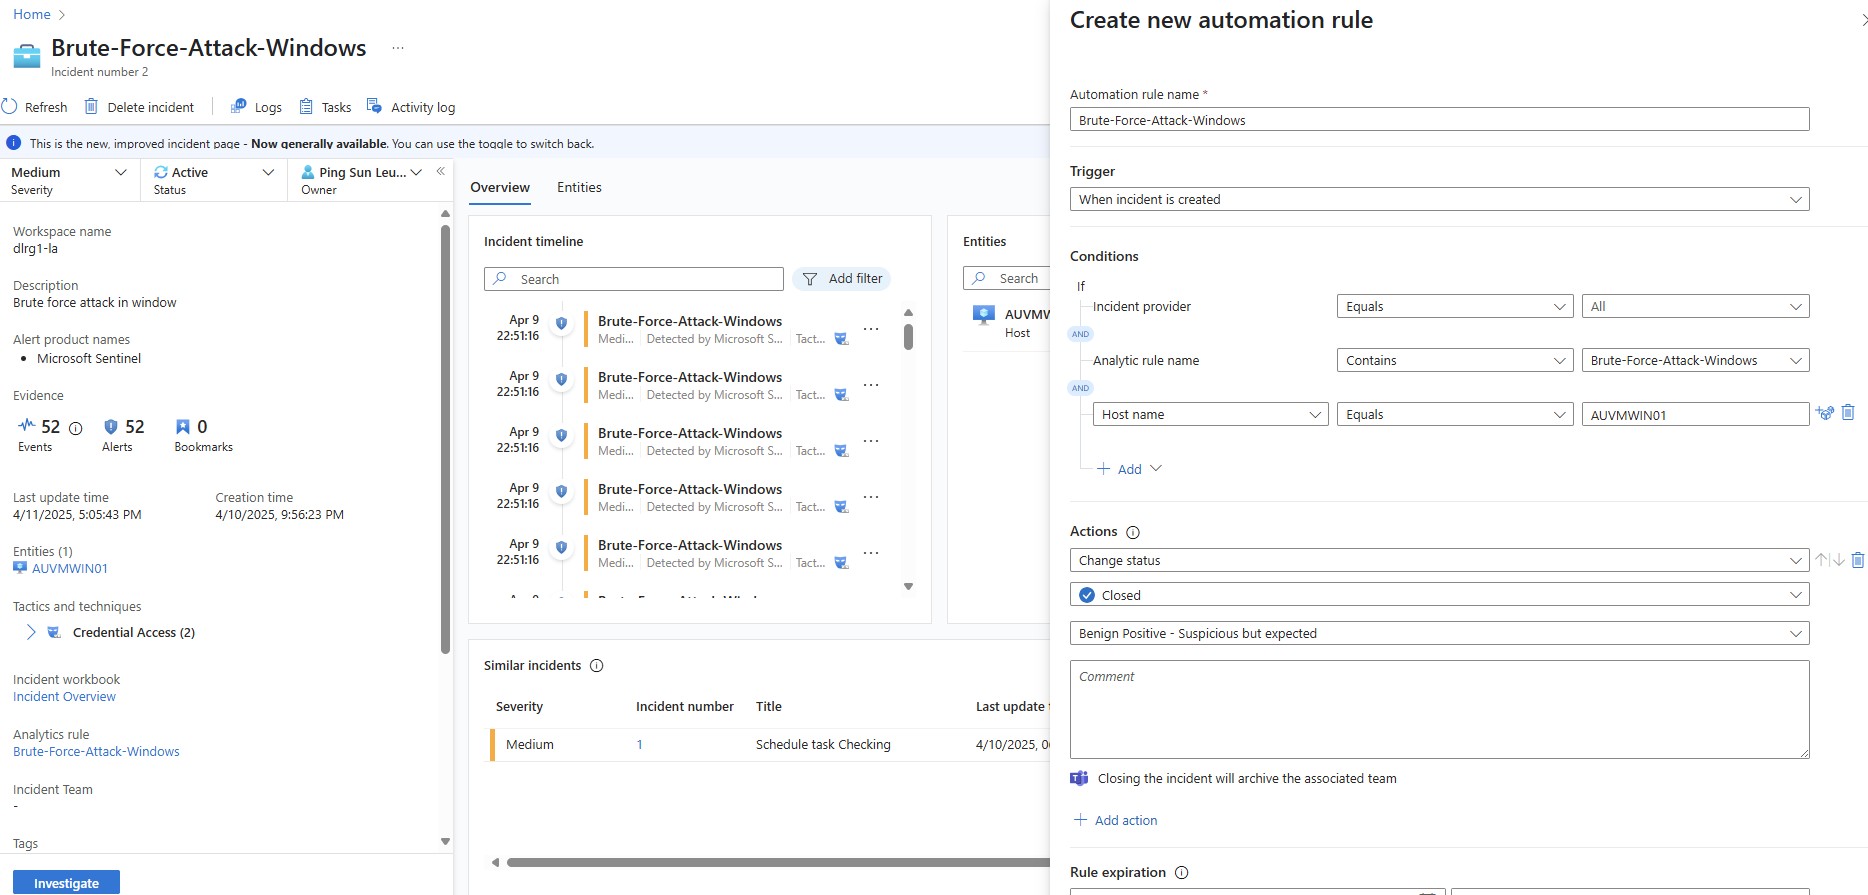 Home
Brute-Force-Attack-Windows ...
Incident number 2
Refresh Delete incident Logs Tasks Activity log
This is the new, improved incident page - Now generally available. You can use the toggle to switch back.
Medium
Severity
Active
Status
Ping Sun Leu...
Owner
Workspace name
dlrg1-la
Description
Brute force attack in window
Alert product names
• Microsoft Sentinel
Evidence
52 52 0
Events Alerts Bookmarks
Last update time Creation time
4/11/2025, 5:05:43 PM 4/10/2025, 9:56:23 PM
Entities (1)
AUVMWIN01
Tactics and techniques
Credential Access (2)
Incident workbook
Incident Overview
Analytics rule
Brute-Force-Attack-Windows
Incident Team
-
Tags
Investigate
Overview Entities
Incident timeline
Search Add filter
Apr 9 Brute-Force-Attack-Windows ...
22:51:16 Medi... Detected by Microsoft S... Tact...
Apr 9 Brute-Force-Attack-Windows ...
22:51:16 Medi... Detected by Microsoft S... Tact...
Apr 9 Brute-Force-Attack-Windows ...
22:51:16 Medi... Detected by Microsoft S... Tact...
Apr 9 Brute-Force-Attack-Windows ...
22:51:16 Medi... Detected by Microsoft S... Tact...
Apr 9 Brute-Force-Attack-Windows ...
22:51:16 Medi... Detected by Microsoft S... Tact...
Entities
Search
AUVMW
Host
Similar incidents
Severity Incident number Title Last update
Medium 1 Schedule task Checking 4/10/2025, 0
Create new automation rule
Automation rule name *
Brute-Force-Attack-Windows
Trigger
When incident is created
Conditions
If
Incident provider Equals All
AND
Analytic rule name Contains Brute-Force-Attack-Windows
AND
Host name Equals AUVMWIN01
Add
Actions
Change status
Closed
Benign Positive - Suspicious but expected
Comment
Closing the incident will archive the associated team
Add action
Rule expiration